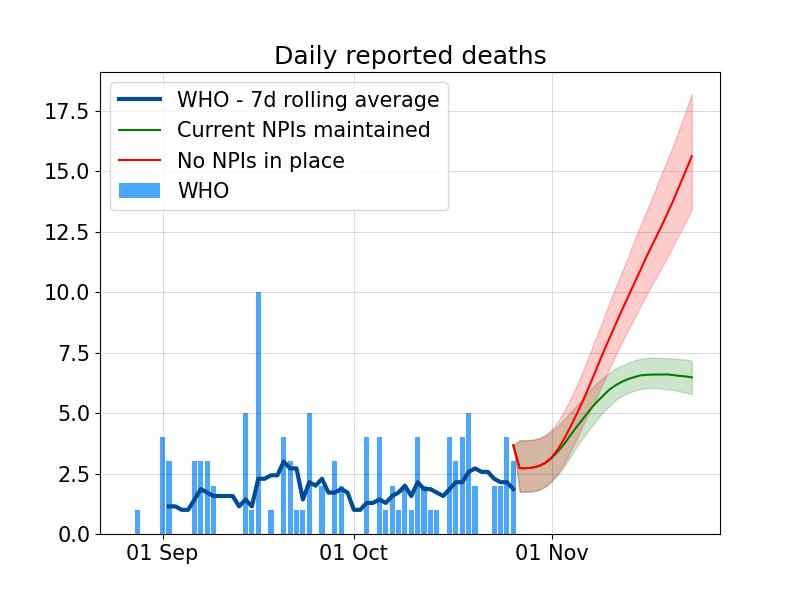 Daily reported deaths
WHO - 7d rolling average
Current NPIs maintained
No NPIs in place
WHO
17.5
15.0
12.5
10.0
7.5
5.0
2.5
0.0
01 Sep
01 Oct
01 Nov